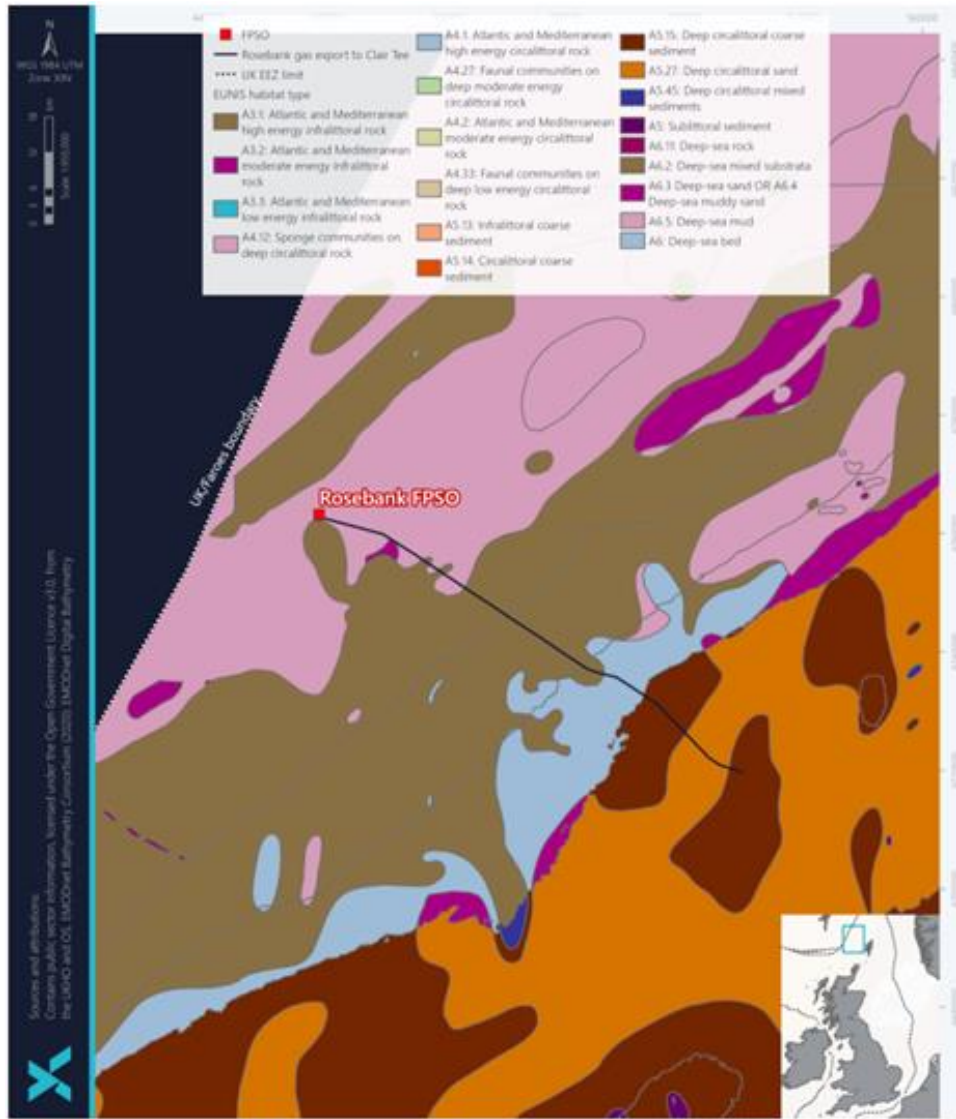 N
WGS 1984 UTM
Zone 30N
km
Scale 1:955,000
FPSO
Rosebank gas export to Clair Tee
UK EEZ limit
EUNIS habitat type
A3.1: Atlantic and Mediterranean
high energy infralittoral rock
A3.2: Atlantic and Mediterranean
moderate energy infralittoral
rock
A3.3: Atlantic and Mediterranean
low energy infralittoral rock
A4.12: Sponge communities on
deep circalittoral rock
A4.1: Atlantic and Mediterranean
high energy circalittoral rock
A4.27: Faunal communities on
deep moderate energy
circalittoral rock
A4.2: Atlantic and Mediterranean
moderate energy circalittoral
rock
A4.33: Faunal communities on
deep low energy circalittoral
rock
A5.13: Infralittoral coarse
sediment
A5.14: Circalittoral coarse
sediment
A5.15: Deep circalittoral coarse
sediment
A5.27: Deep circalittoral sand
A5.45: Deep circalittoral mixed
sediments
A5: Sublittoral sediment
A6.11: Deep-sea rock
A6.2: Deep-sea mixed substrata
A6.3 Deep-sea sand OR A6.4
Deep-sea muddy sand
A6.5: Deep-sea mud
A6: Deep-sea bed
UK/Faroes boundary
Rosebank FPSO
Sources and attributions
Contains public sector information, licensed under the Open Government Licence v3.0, from
the UKHO and OS, EMODnet Bathymetry Consortium (2020): EMODnet Digital Bathymetry